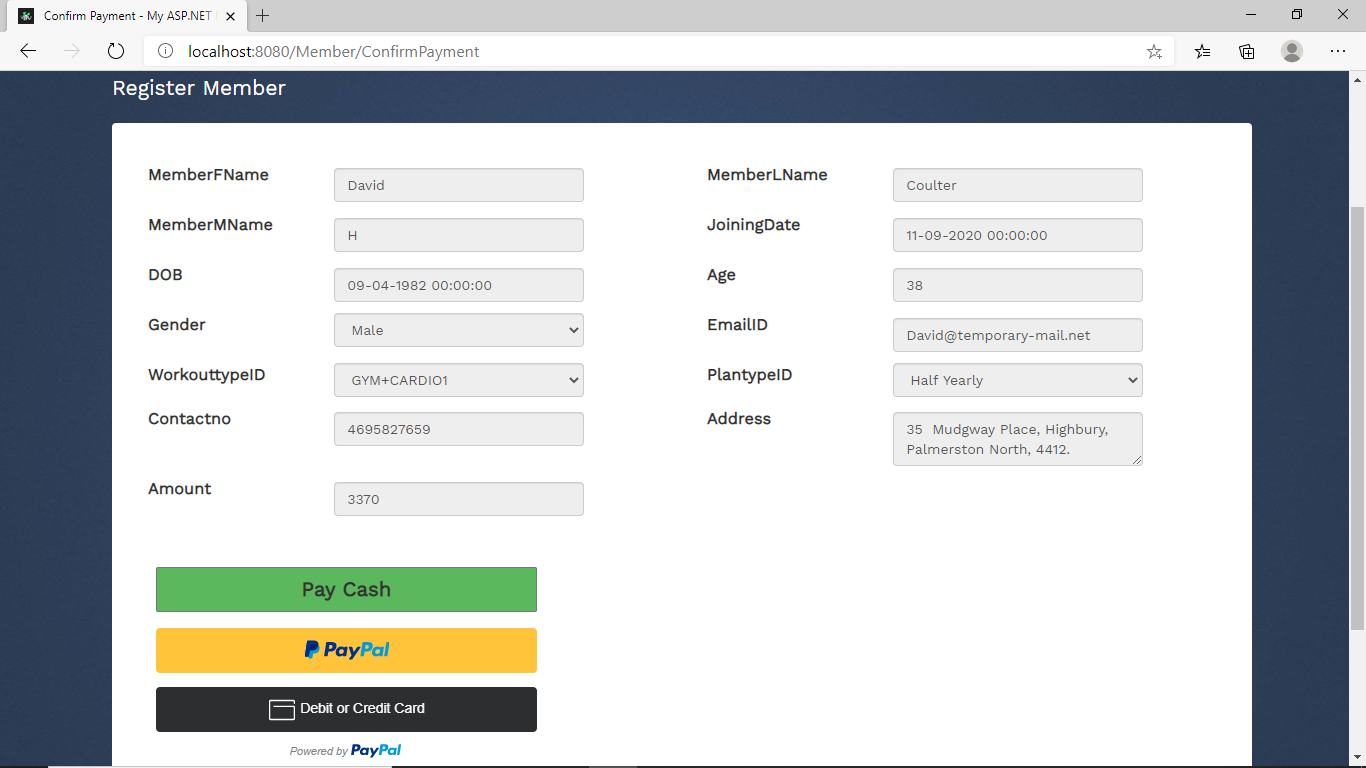 Confirm Payment - My ASP.NET
localhost:8080/Member/ConfirmPayment
Register Member
MemberFName David MemberLName Coulter
MemberMName H JoiningDate 11-09-2020 00:00:00
DOB 09-04-1982 00:00:00 Age 38
Gender Male EmailID David@temporary-mail.net
WorkouttypeID GYM+CARDIO1 PlantypeID Half Yearly
Contactno 4695827659 Address 35 Mudgway Place, Highbury,
Palmerston North, 4412.
Amount 3370
Pay Cash
PayPal
Debit or Credit Card
Powered by PayPal